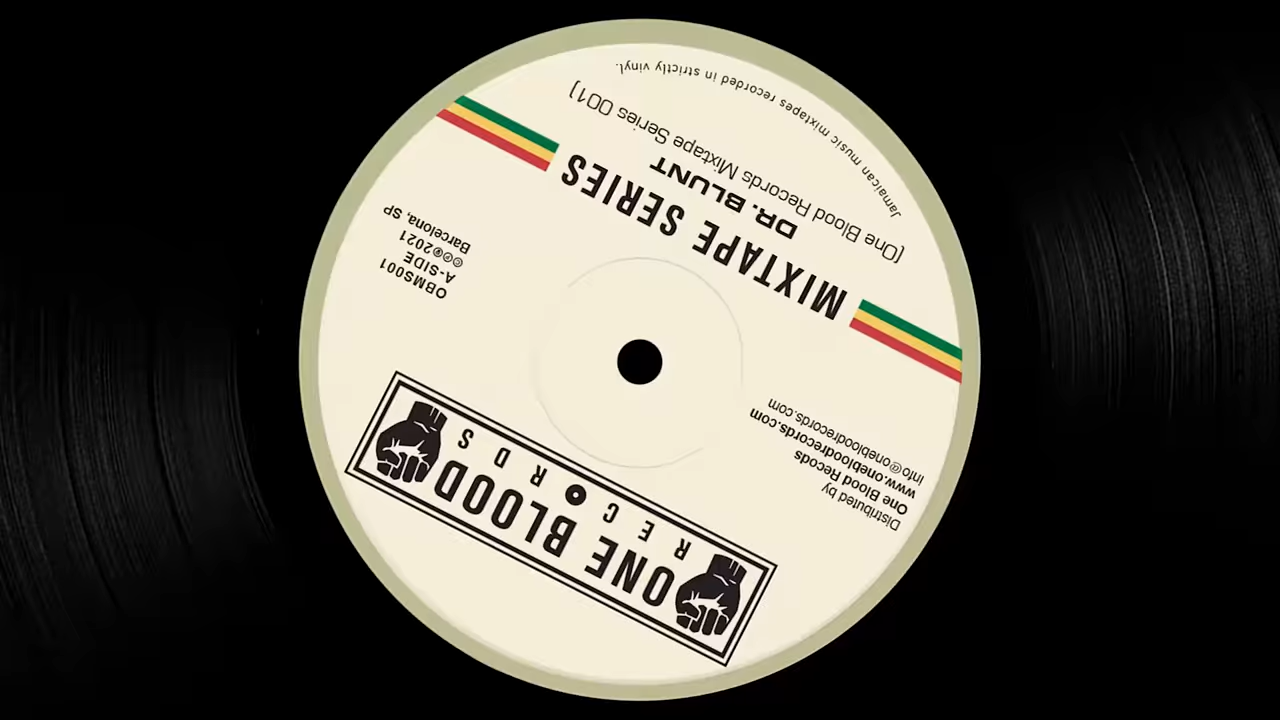 ONE BLOOD
RECORDS
Distributed by
One Blood Recods
www.onebloodrecords.com
info@onebloodrecords.com
OBMS001
A-SIDE
©℗®2021
Barcelona, SP
MIXTAPE SERIES
DR. BLUNT
[One Blood Records Mixtape Series 001]
Jamaican music mixtapes recorded in strictly vinyl.